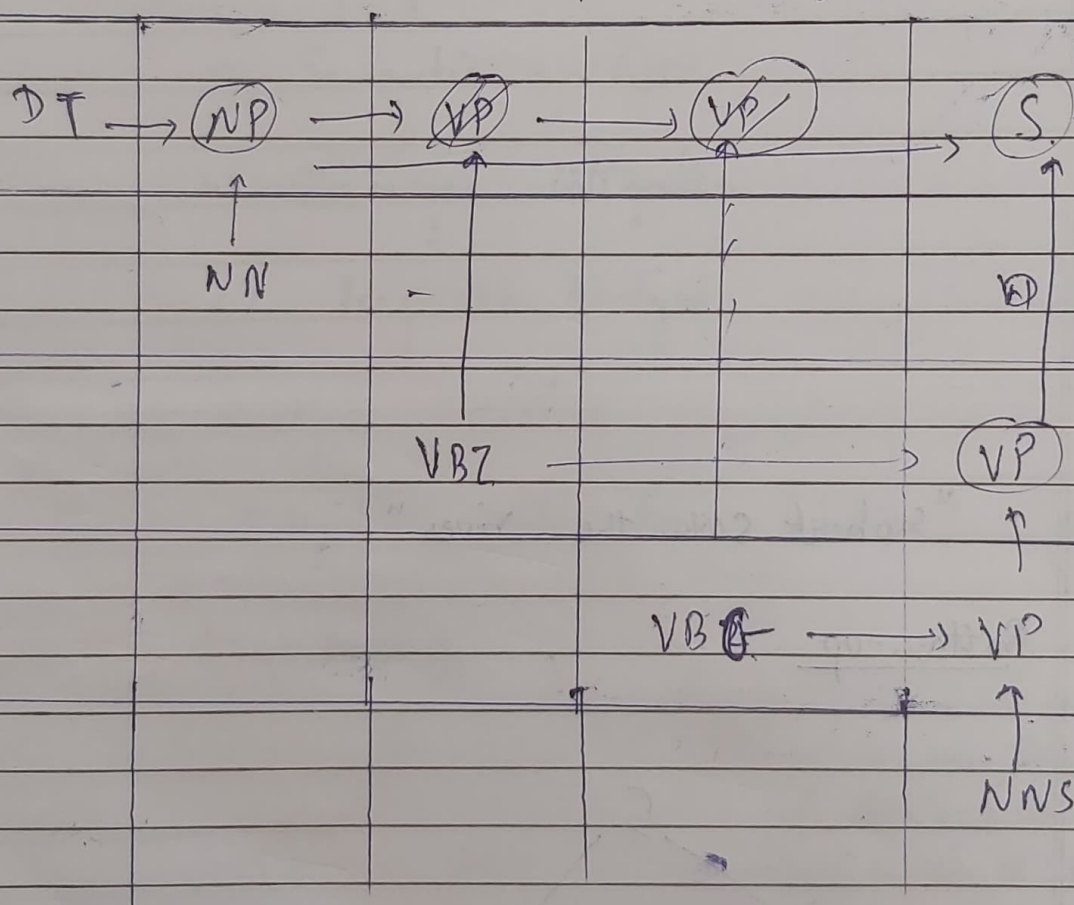 DT → NP → VP → VP S
NN
VBZ → VP
VBG → VP
NNS